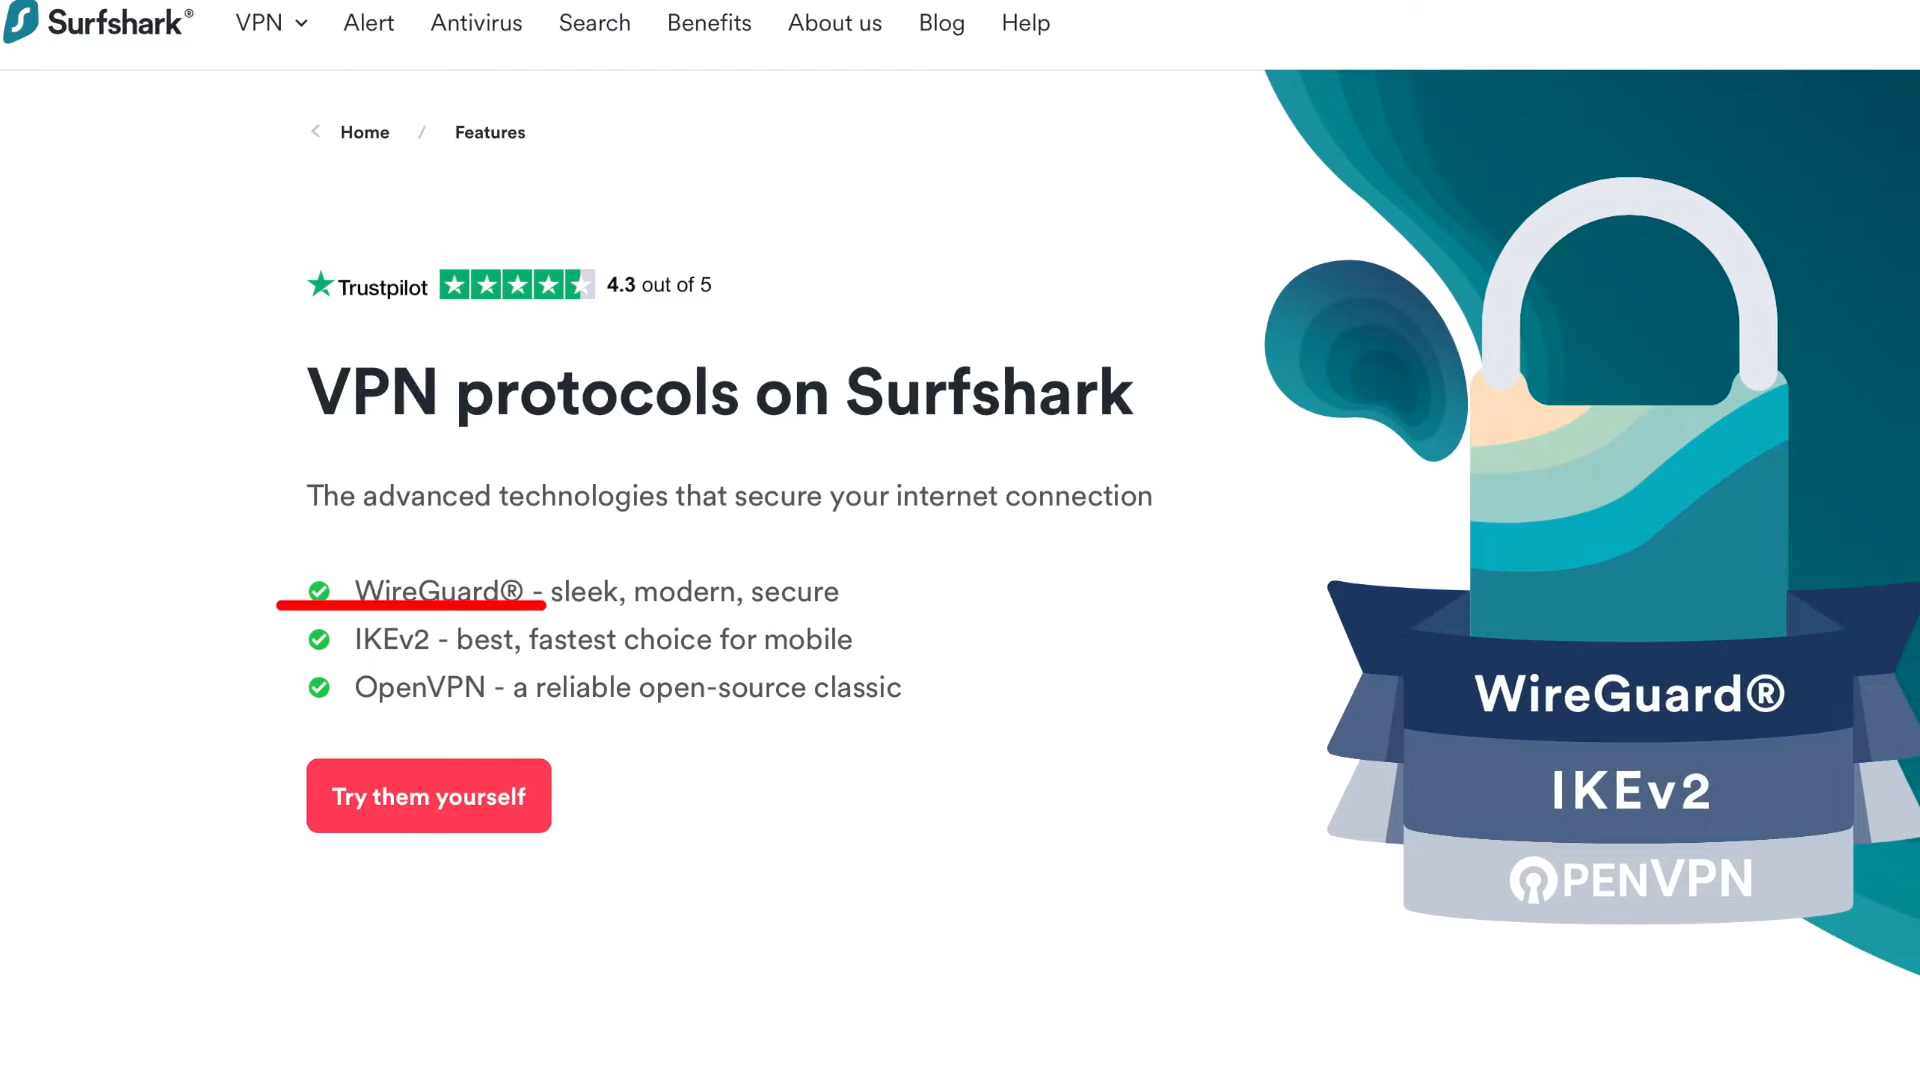 Surfshark®
VPN
Alert
Antivirus
Search
Benefits
About us
Blog
Help
Home / Features
Trustpilot 4.3 out of 5
VPN protocols on Surfshark
The advanced technologies that secure your internet connection
WireGuard® - sleek, modern, secure
IKEv2 - best, fastest choice for mobile
OpenVPN - a reliable open-source classic
Try them yourself
WireGuard®
IKEv2
OPENVPN